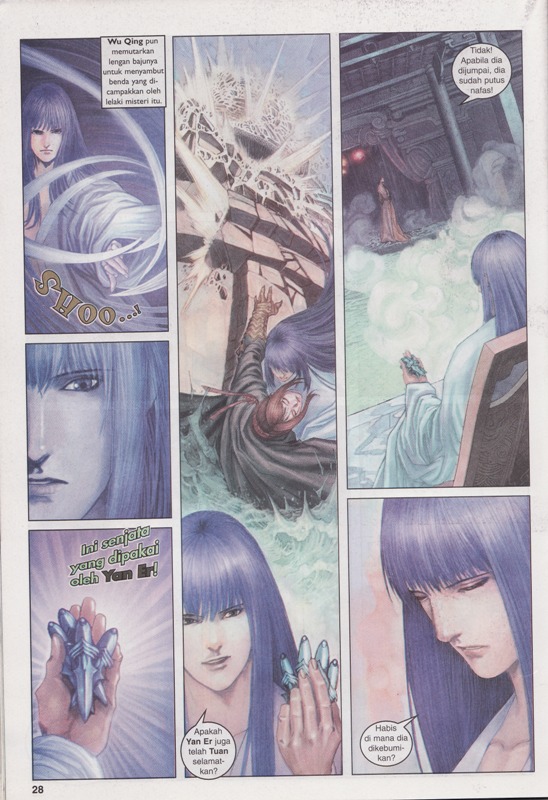 Wu Qing pun
memutarkan
lengan bajunya
untuk menyambut
benda yang di-
campakkan oleh
lelaki misteri itu.
SYOO...!
Ini senjata
yang dipakai
oleh Yan Er!
Apakah
Yan Er juga
telah Tuan
selamat-
kan?
Tidak!
Apabila dia
dijumpai, dia
sudah putus
nafas!
Habis
di mana dia
dikebumi-
kan?
28